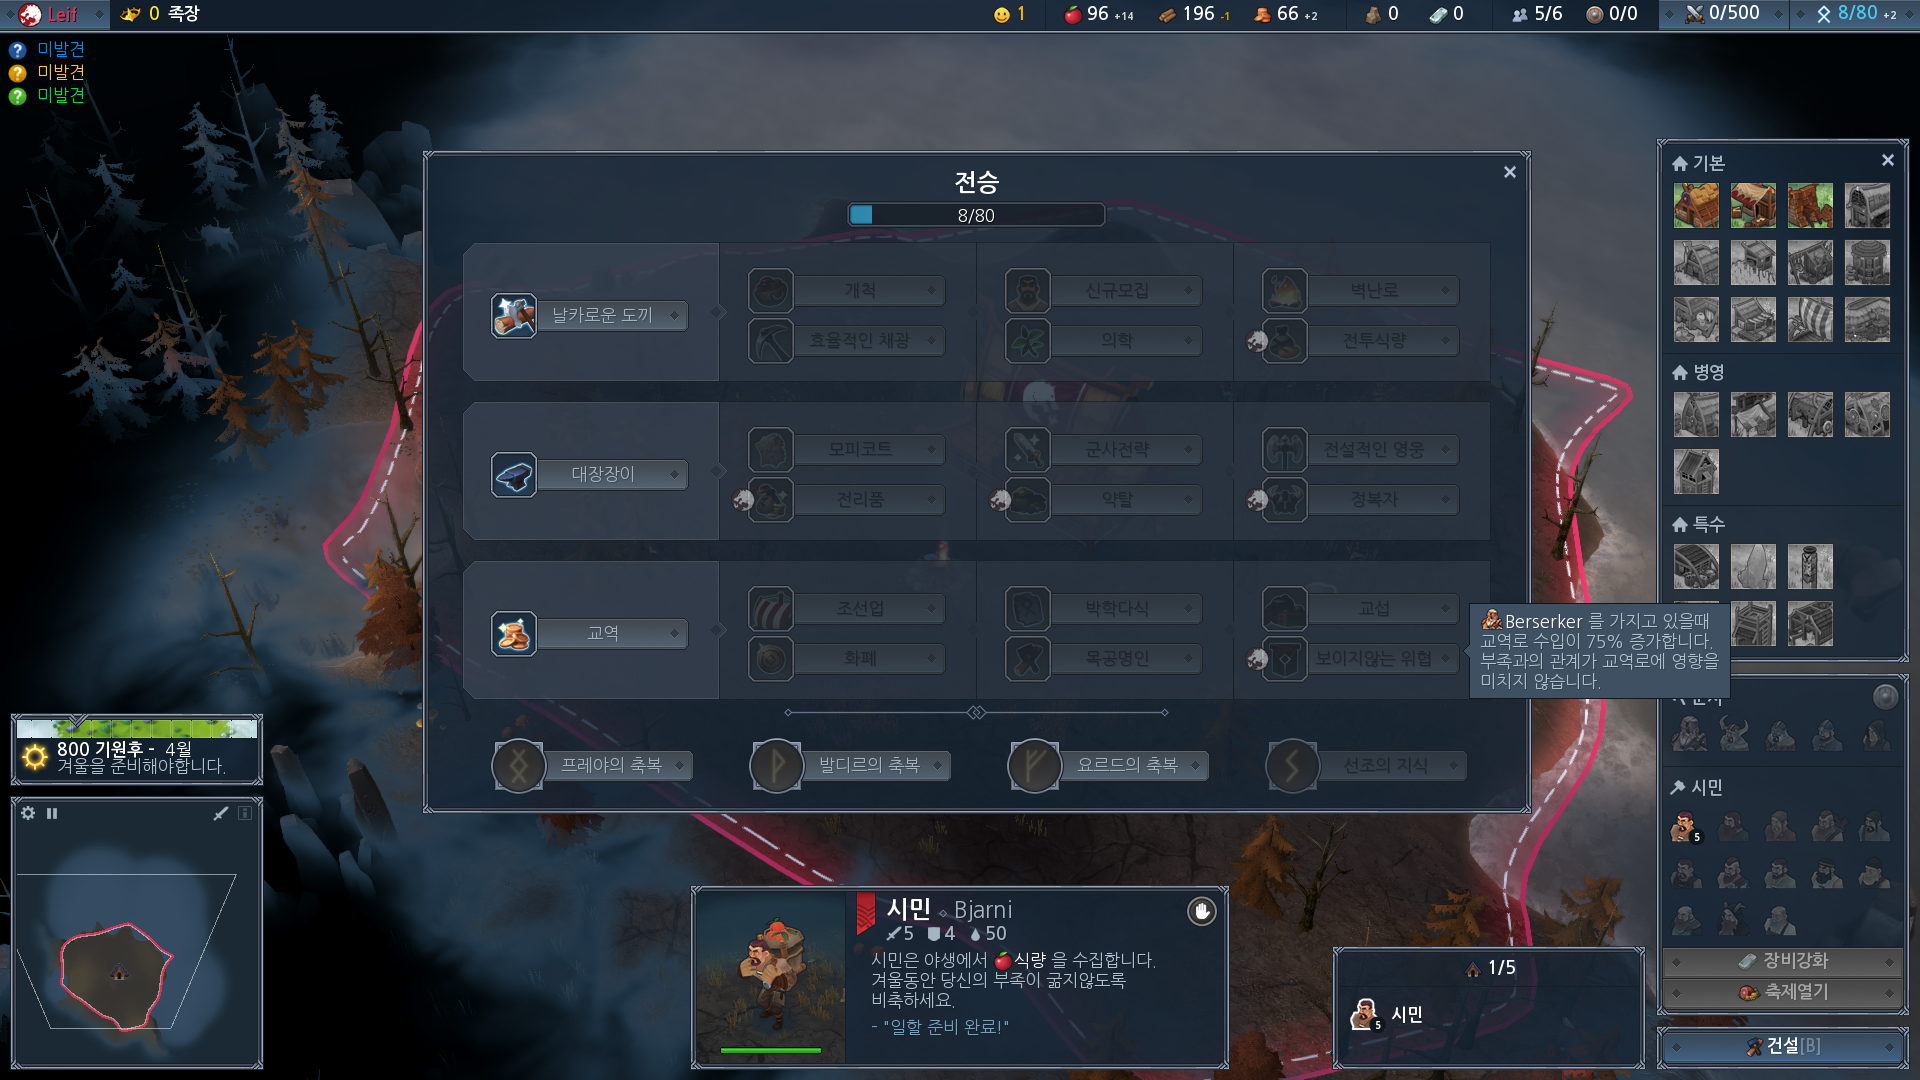 Leif
0 족장
1
96 +14
196 -1
66 +2
0
0
5/6
0/0
0/500
8/80 +2
? 미발견
? 미발견
? 미발견
전승
8/80
날카로운 도끼
개척
신규모집
벽난로
효율적인 채광
의학
전투식량
대장장이
모피코트
군사전략
전설적인 영웅
전리품
약탈
정복자
교역
조선업
박학다식
교섭
화폐
목공명인
보이지않는 위협
프레야의 축복
발디르의 축복
요르드의 축복
선조의 지식
Berserker 를 가지고 있을때
교역로 수입이 75% 증가합니다.
부족과의 관계가 교역로에 영향을
미치지 않습니다.
기본
병영
특수
시민
5
장비강화
축제열기
건설[B]
800 기원후 - 4월
겨울을 준비해야합니다.
시민 Bjarni
5 4 50
시민은 야생에서 식량 을 수집합니다.
겨울동안 당신의 부족이 굶지않도록
비축하세요.
- "일할 준비 완료!"
1/5
5 시민